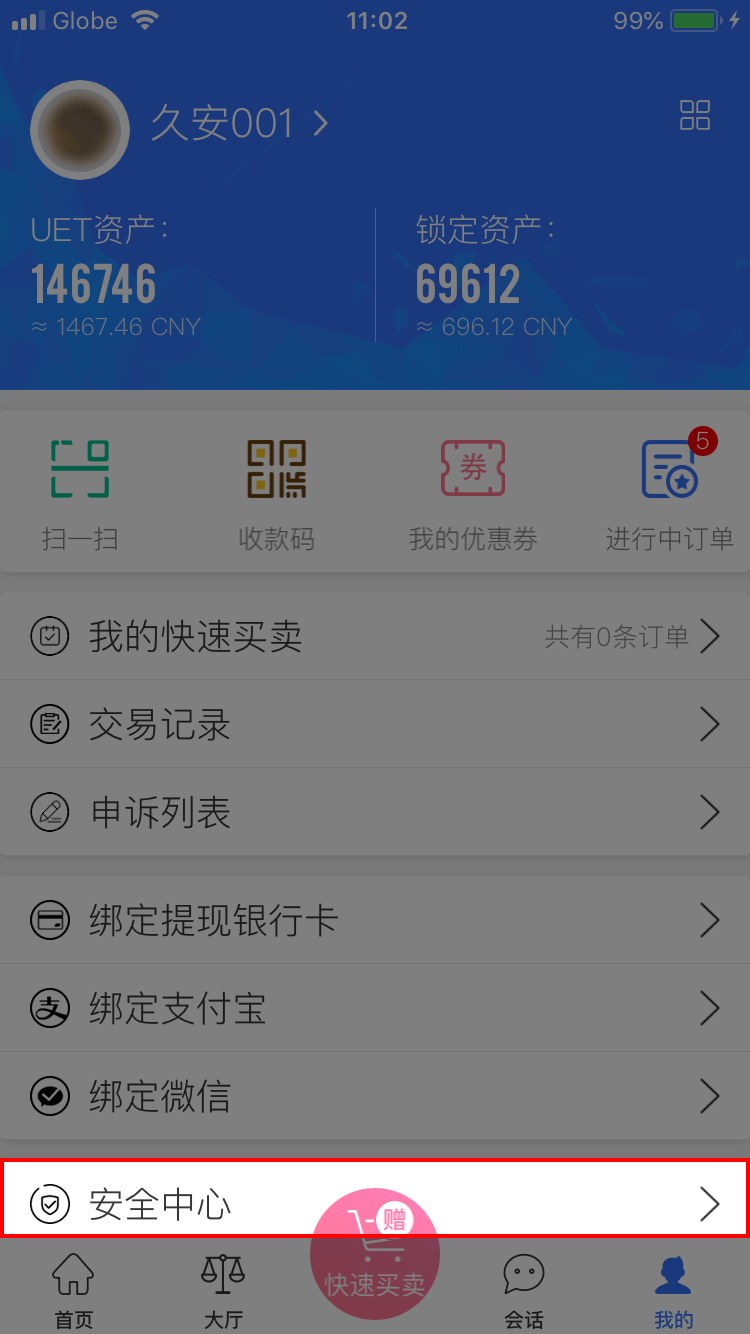 Globe 11:02 99%
久安001
UET资产: 锁定资产:
146746 69612
≈ 1467.46 CNY ≈ 696.12 CNY
券 5
扫一扫 收款码 我的优惠券 进行中订单
我的快速买卖 共有0条订单
交易记录
申诉列表
绑定提现银行卡
支 绑定支付宝
绑定微信
安全中心
赠
快速买卖
首页 大厅 会话 我的